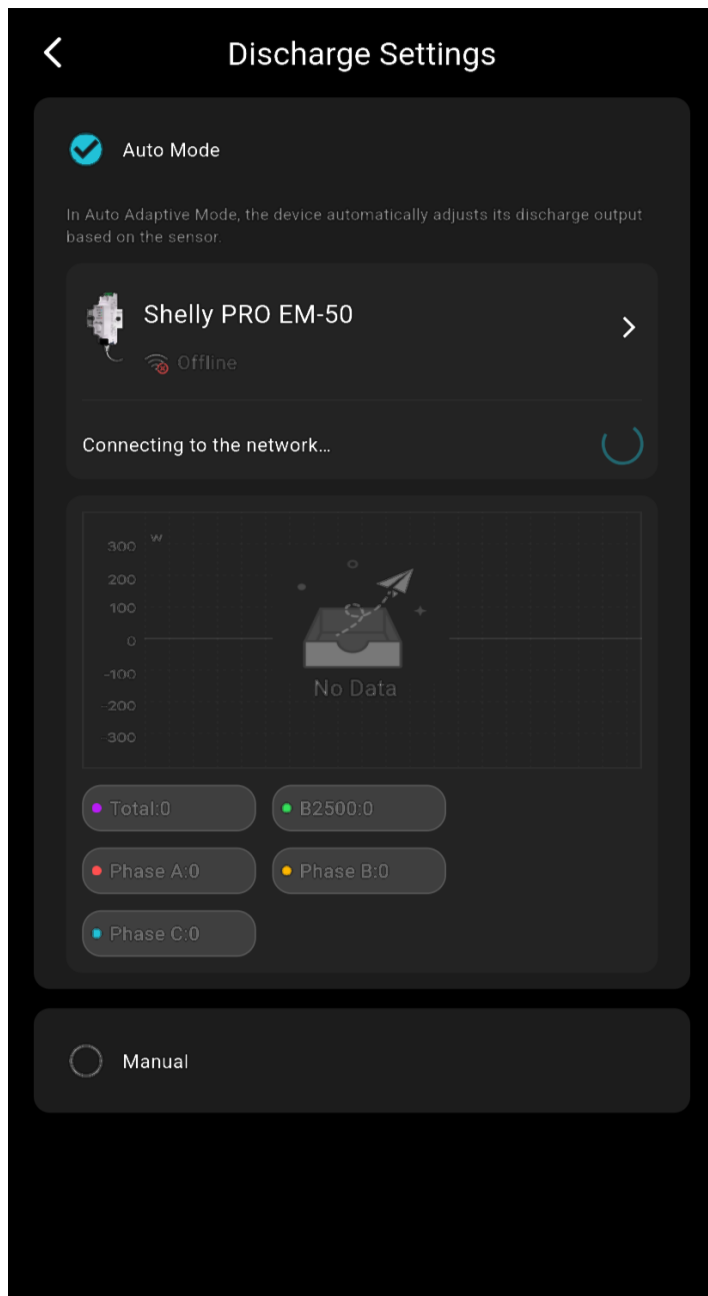 Discharge Settings
Auto Mode
In Auto Adaptive Mode, the device automatically adjusts its discharge output
based on the sensor.
Shelly PRO EM-50
Offline
Connecting to the network…
W
300
200
100
0
-100
-200
-300
No Data
Total:0
B2500:0
Phase A:0
Phase B:0
Phase C:0
Manual